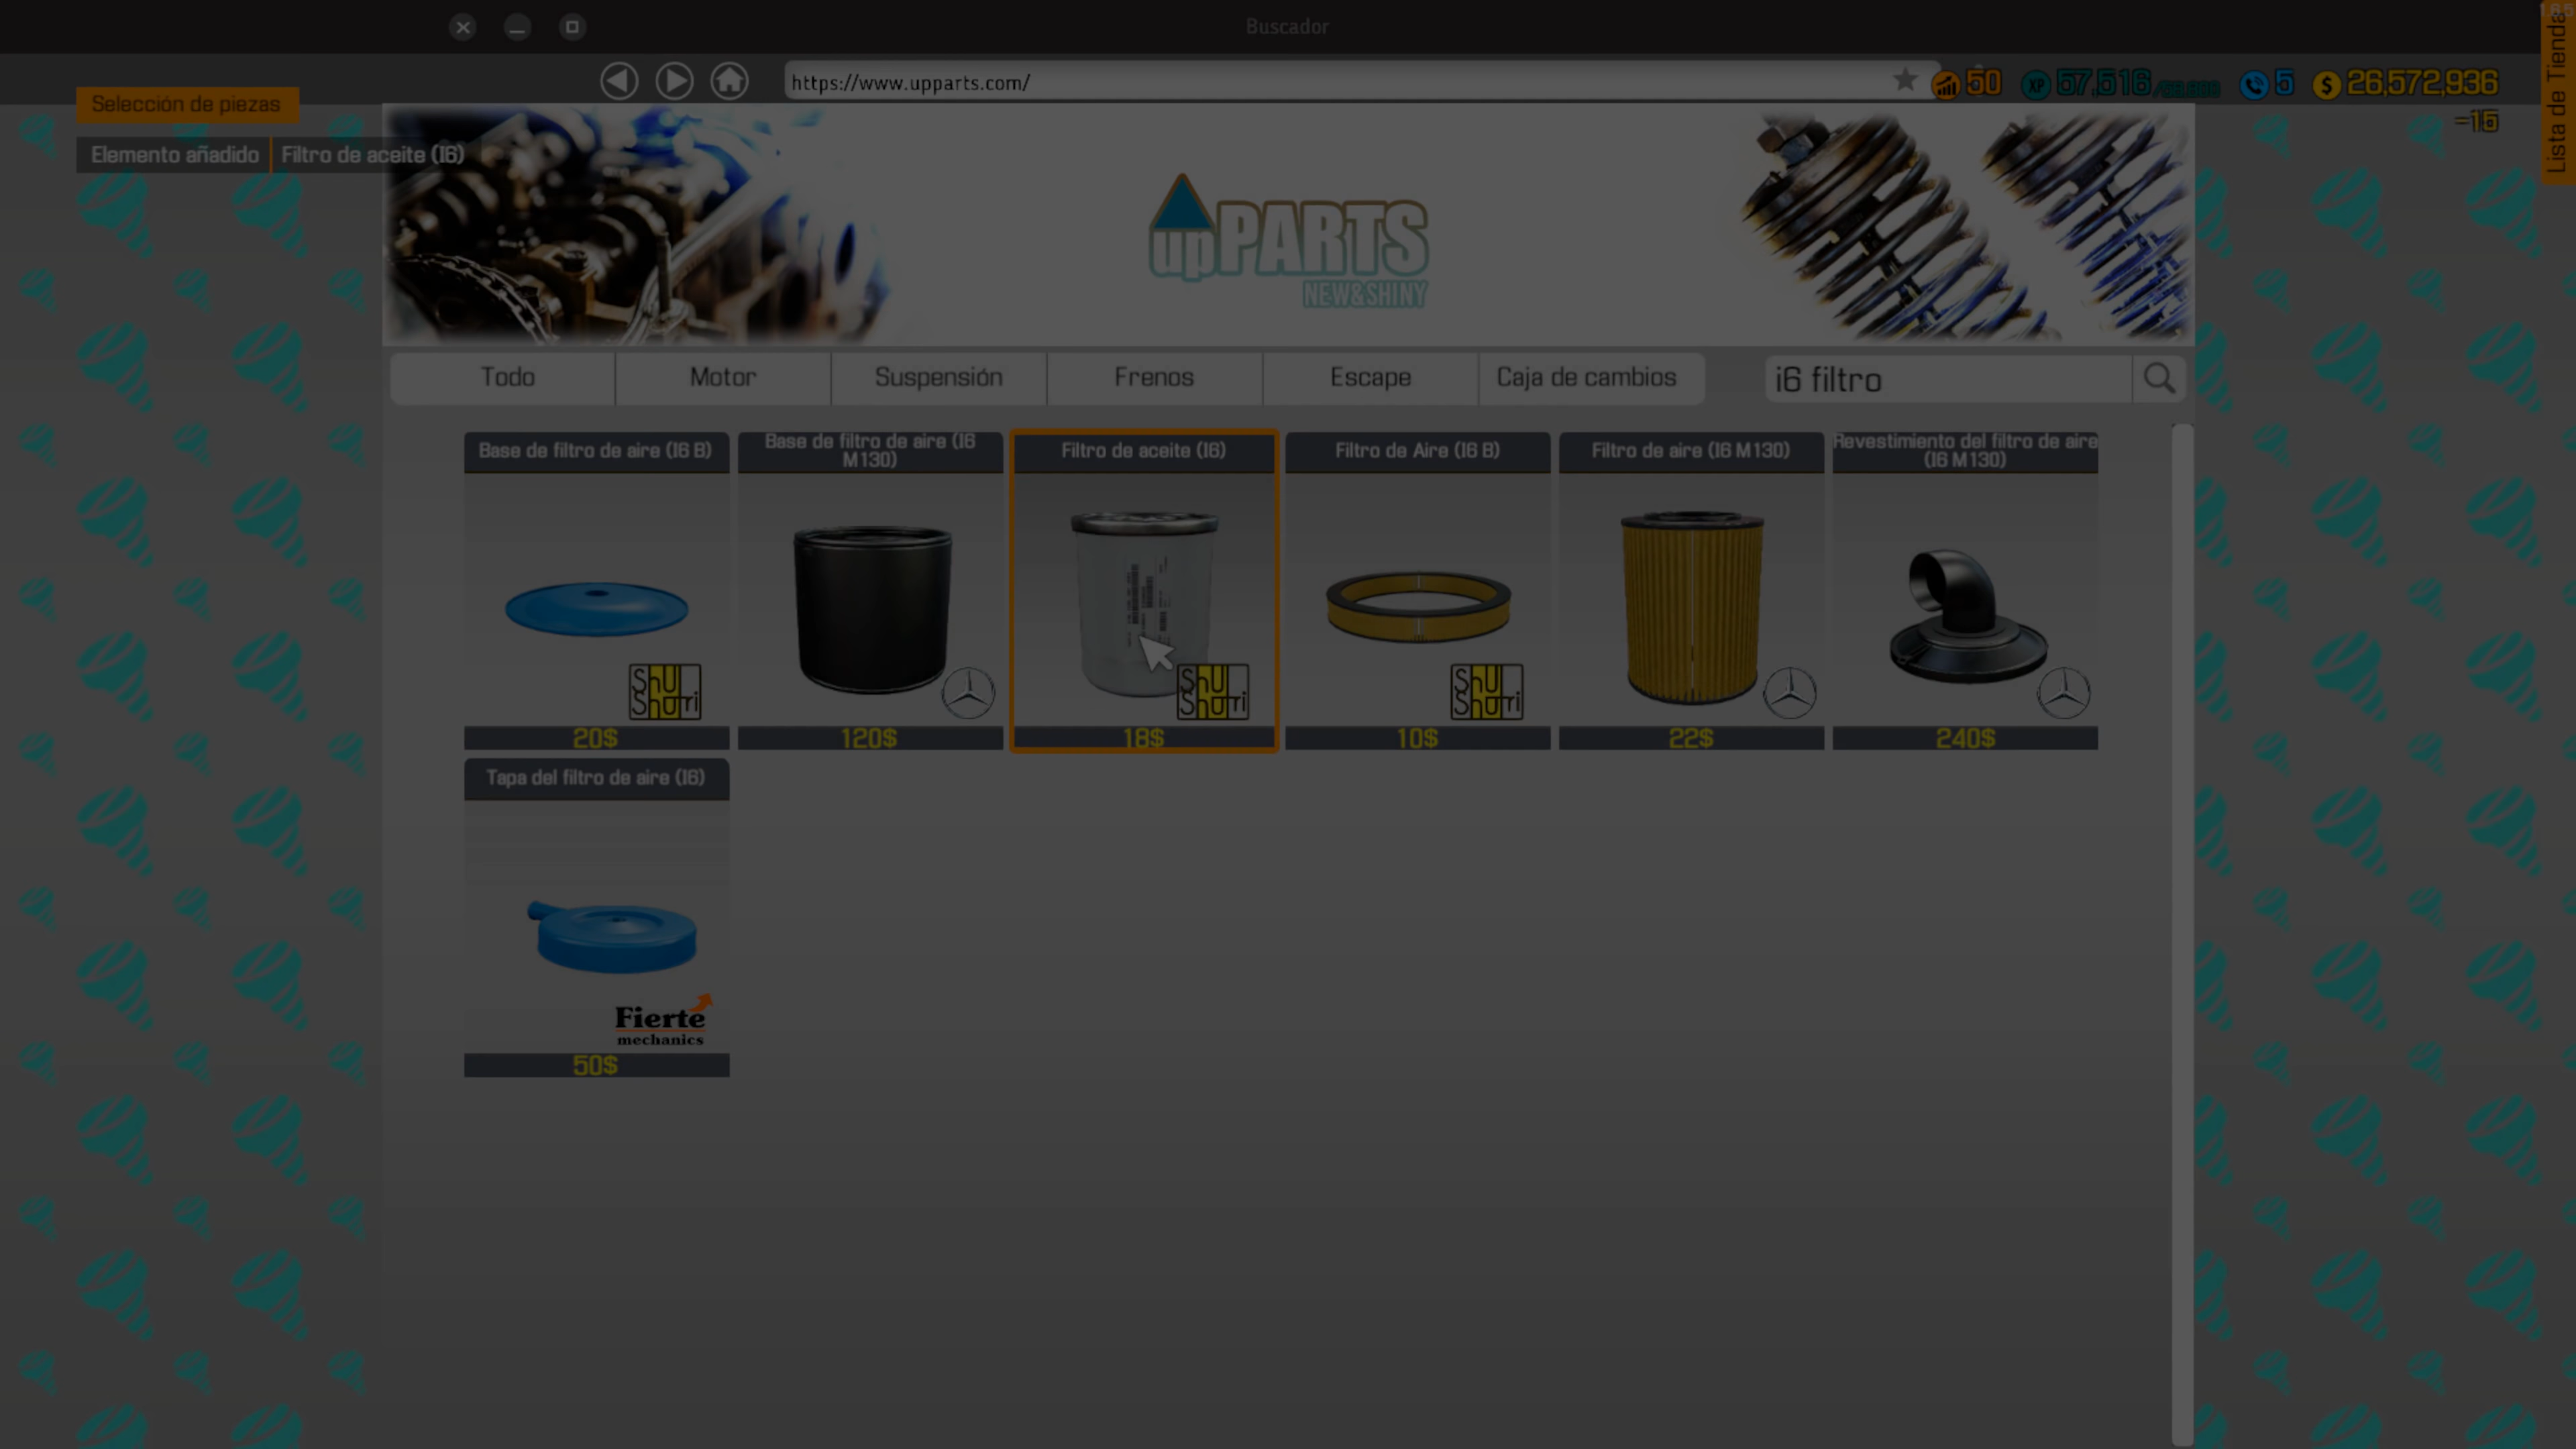 Buscador
https://www.upparts.com/
50
57,516
5
26,572,936
-15
Lista de Tienda
Selección de piezas
Elemento añadido
Filtro de aceite (I6)
upPARTS
NEW&SHINY
Todo
Motor
Suspensión
Frenos
Escape
Caja de cambios
i6 filtro
Base de filtro de aire (I6 B)
Base de filtro de aire (I6
M130)
Filtro de aceite (I6)
Filtro de Aire (I6 B)
Filtro de aire (I6 M130)
Revestimiento del filtro de aire
(I6 M130)
20$
120$
18$
10$
22$
240$
Tapa del filtro de aire (I6)
Fierte
mechanics
50$